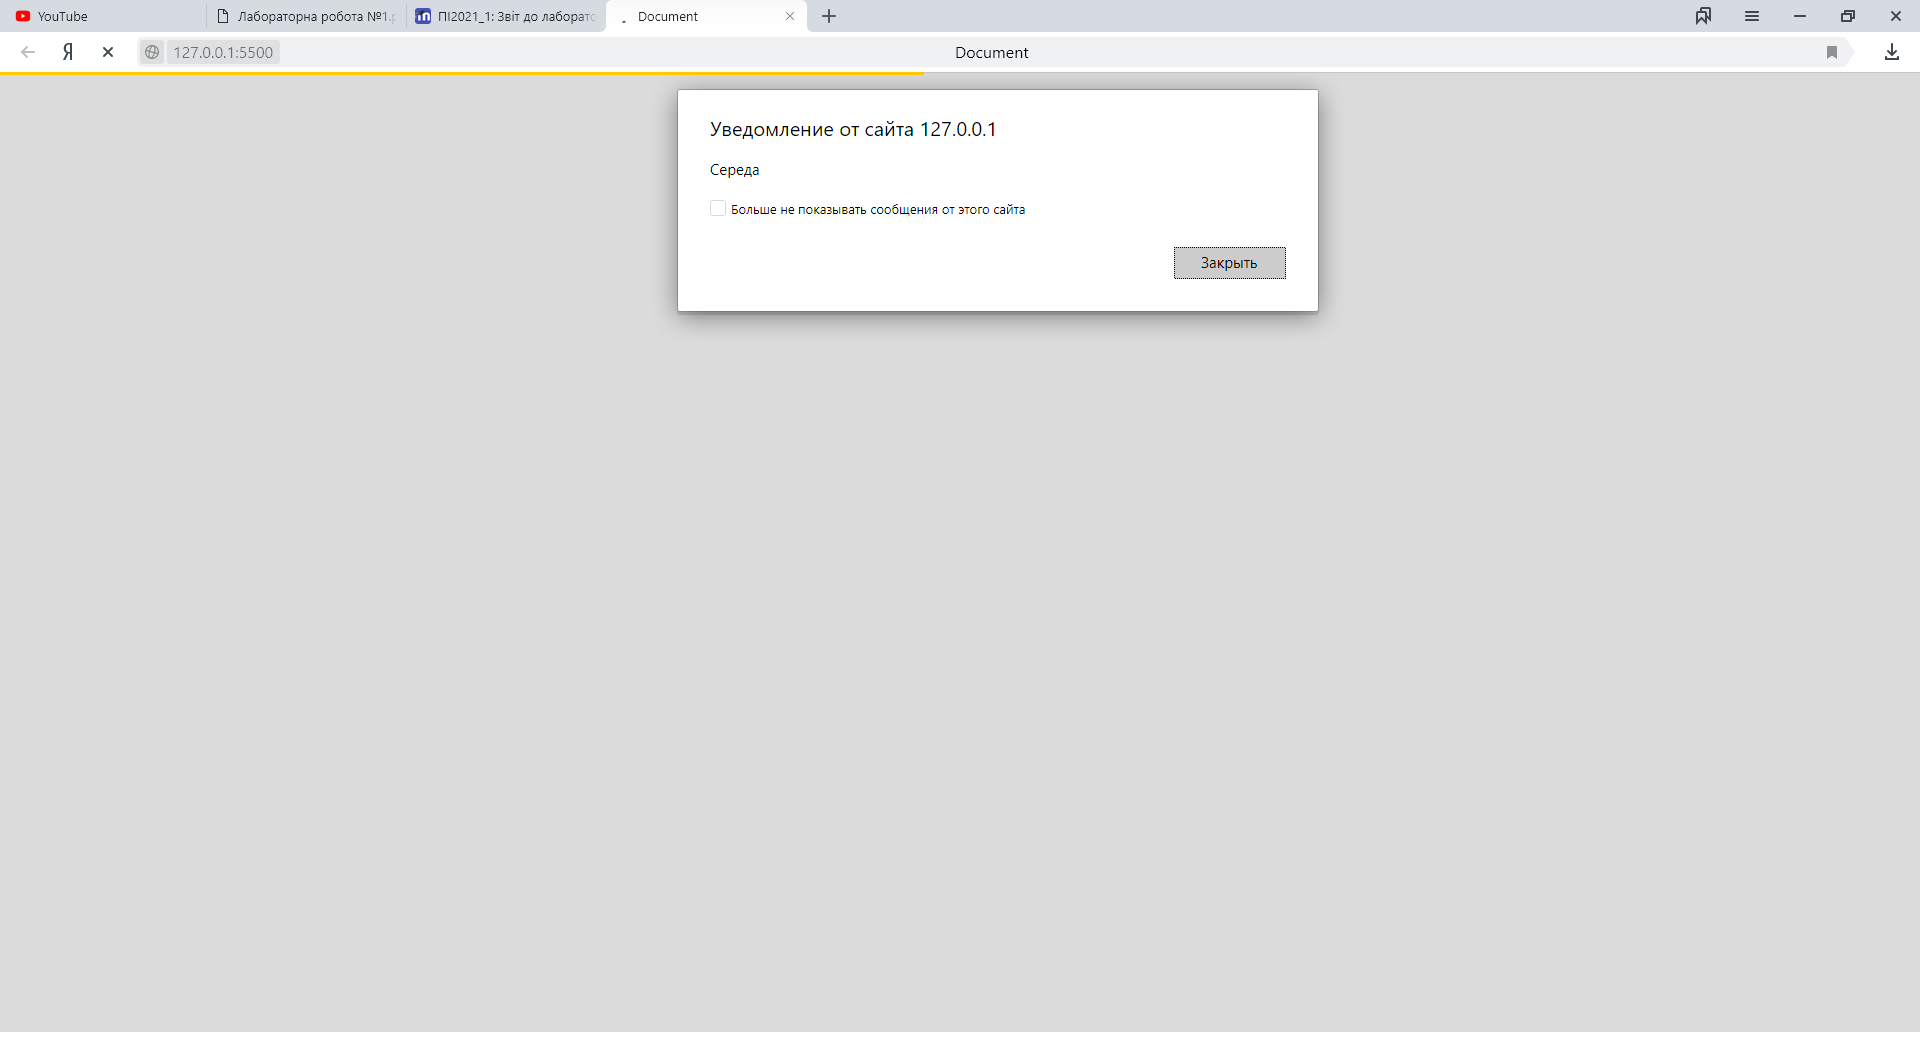 YouTube
Лабораторна робота №1.
ПІ2021_1: Звіт до лаборато
Document
Я
127.0.0.1:5500
Document
Уведомление от сайта 127.0.0.1
Середа
Больше не показывать сообщения от этого сайта
Закрыть